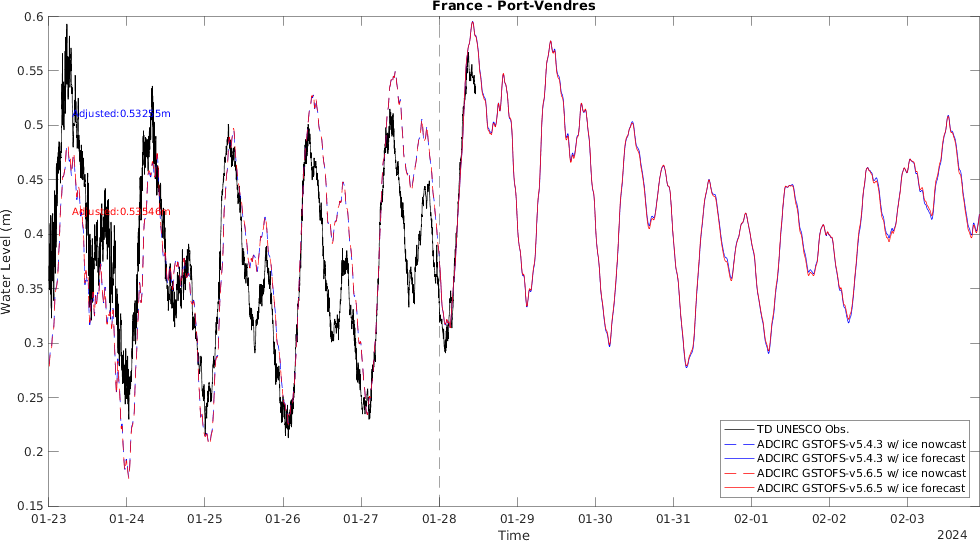 France - Port-Vendres
Water Level (m)
0.6
0.55
0.5
0.45
0.4
0.35
0.3
0.25
0.2
0.15
Adjusted:0.53255m
Adjusted:0.53546m
TD UNESCO Obs.
ADCIRC GSTOFS-v5.4.3 w/ ice nowcast
ADCIRC GSTOFS-v5.4.3 w/ ice forecast
ADCIRC GSTOFS-v5.6.5 w/ ice nowcast
ADCIRC GSTOFS-v5.6.5 w/ ice forecast
01-23 01-24 01-25 01-26 01-27 01-28 01-29 01-30 01-31 02-01 02-02 02-03
Time
2024